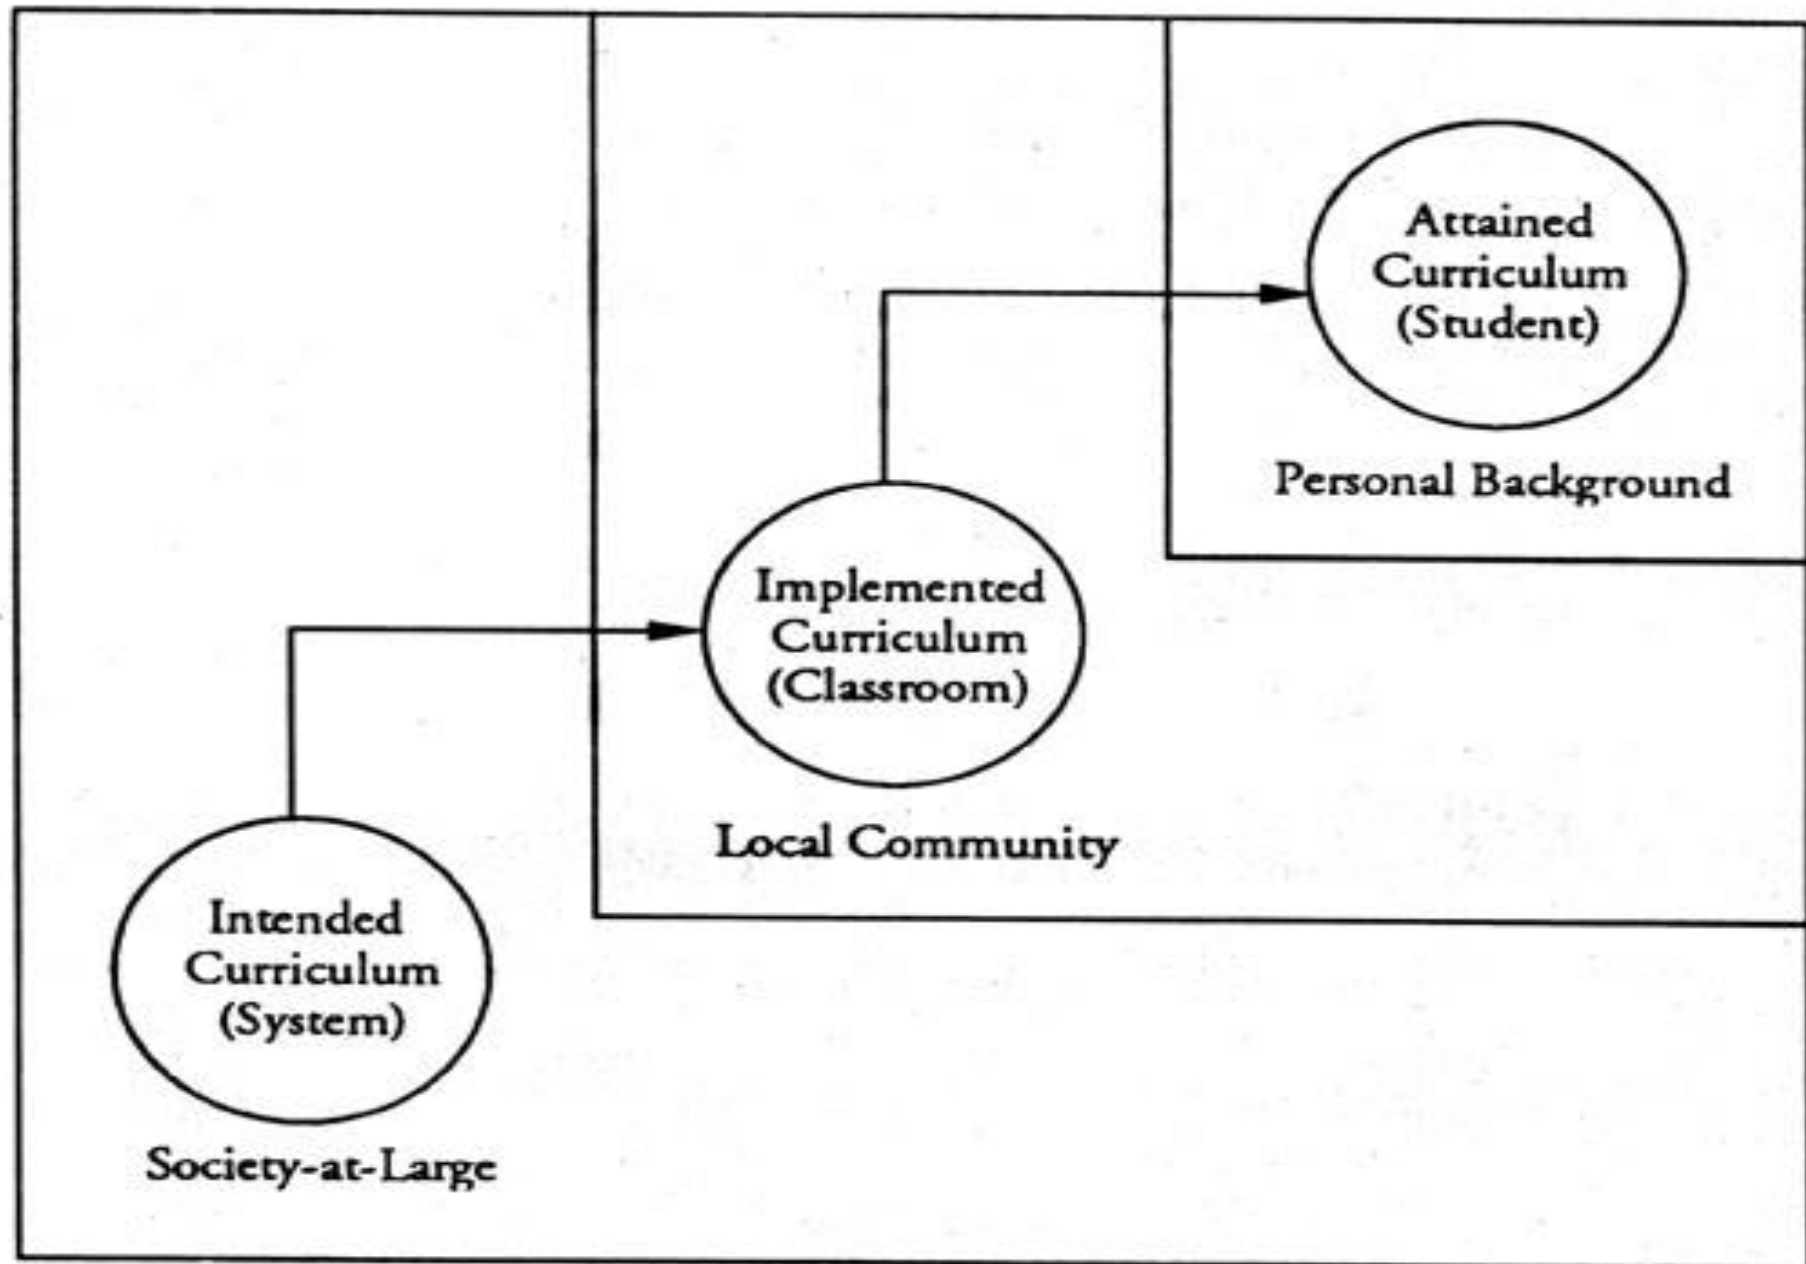 Attained
Curriculum
(Student)
Personal Background
Implemented
Curriculum
(Classroom)
Local Community
Intended
Curriculum
(System)
Society-at-Large